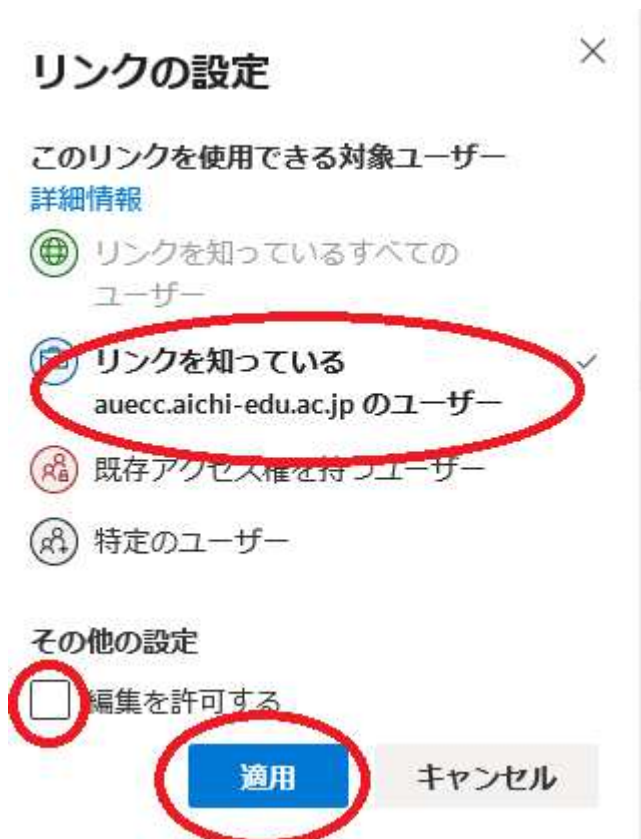 リンクの設定
このリンクを使用できる対象ユーザー
詳細情報
リンクを知っているすべての
ユーザー
リンクを知っている
auecc.aichi-edu.ac.jp のユーザー
既存アクセス権を持つユーザー
特定のユーザー
その他の設定
編集を許可する
適用 キャンセル